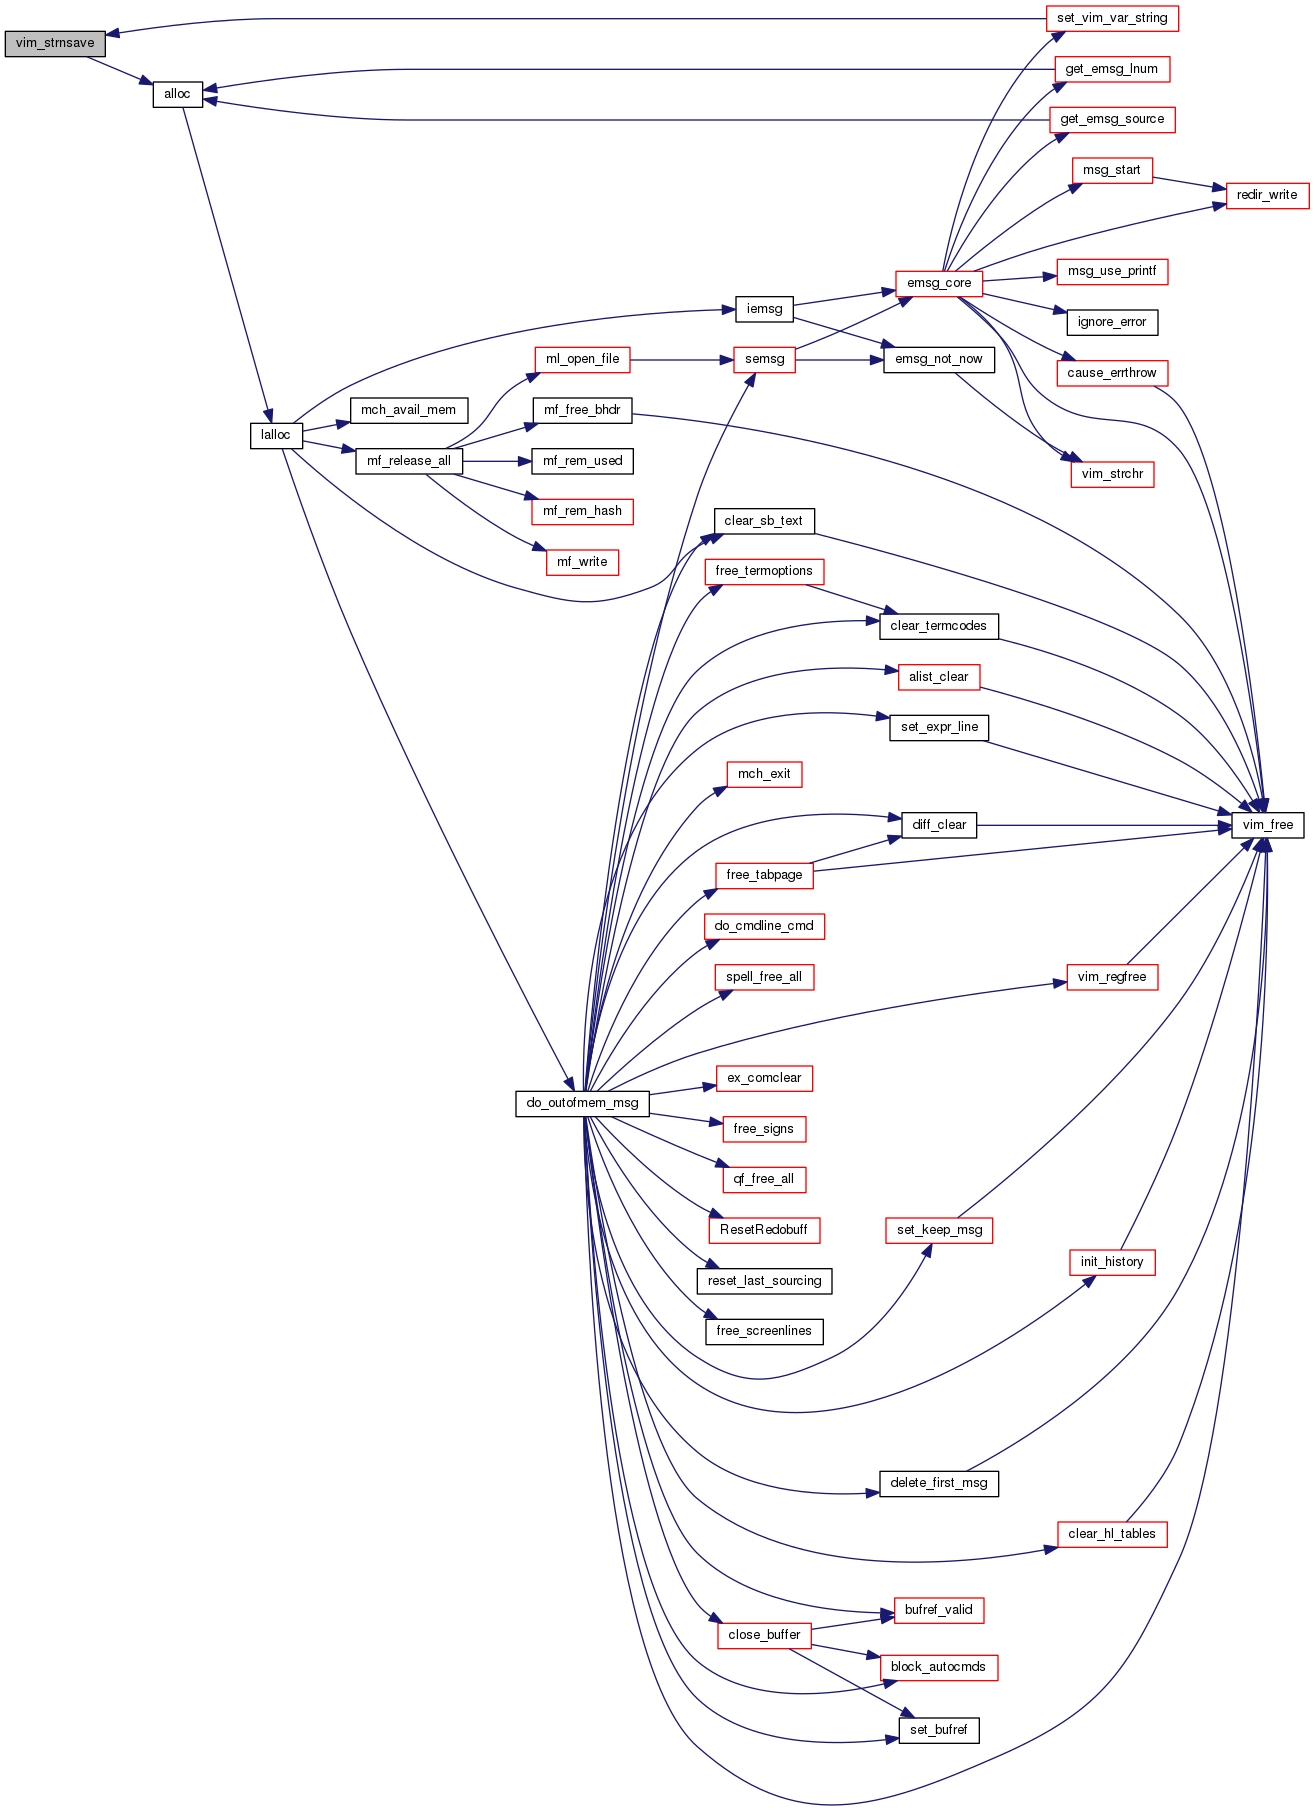 set_vim_var_string
vim_strnsave
get_emsg_lnum
alloc
get_emsg_source
msg_start
redir_write
msg_use_printf
emsg_core
iemsg
ignore_error
ml_open_file
semsg
emsg_not_now
cause_errthrow
mch_avail_mem
mf_free_bhdr
lalloc
mf_release_all
mf_rem_used
vim_strchr
mf_rem_hash
clear_sb_text
mf_write
free_termoptions
clear_termcodes
alist_clear
set_expr_line
mch_exit
diff_clear
vim_free
free_tabpage
do_cmdline_cmd
spell_free_all
vim_regfree
ex_comclear
do_outofmem_msg
free_signs
qf_free_all
ResetRedobuff
set_keep_msg
init_history
reset_last_sourcing
free_screenlines
delete_first_msg
clear_hl_tables
bufref_valid
close_buffer
block_autocmds
set_bufref